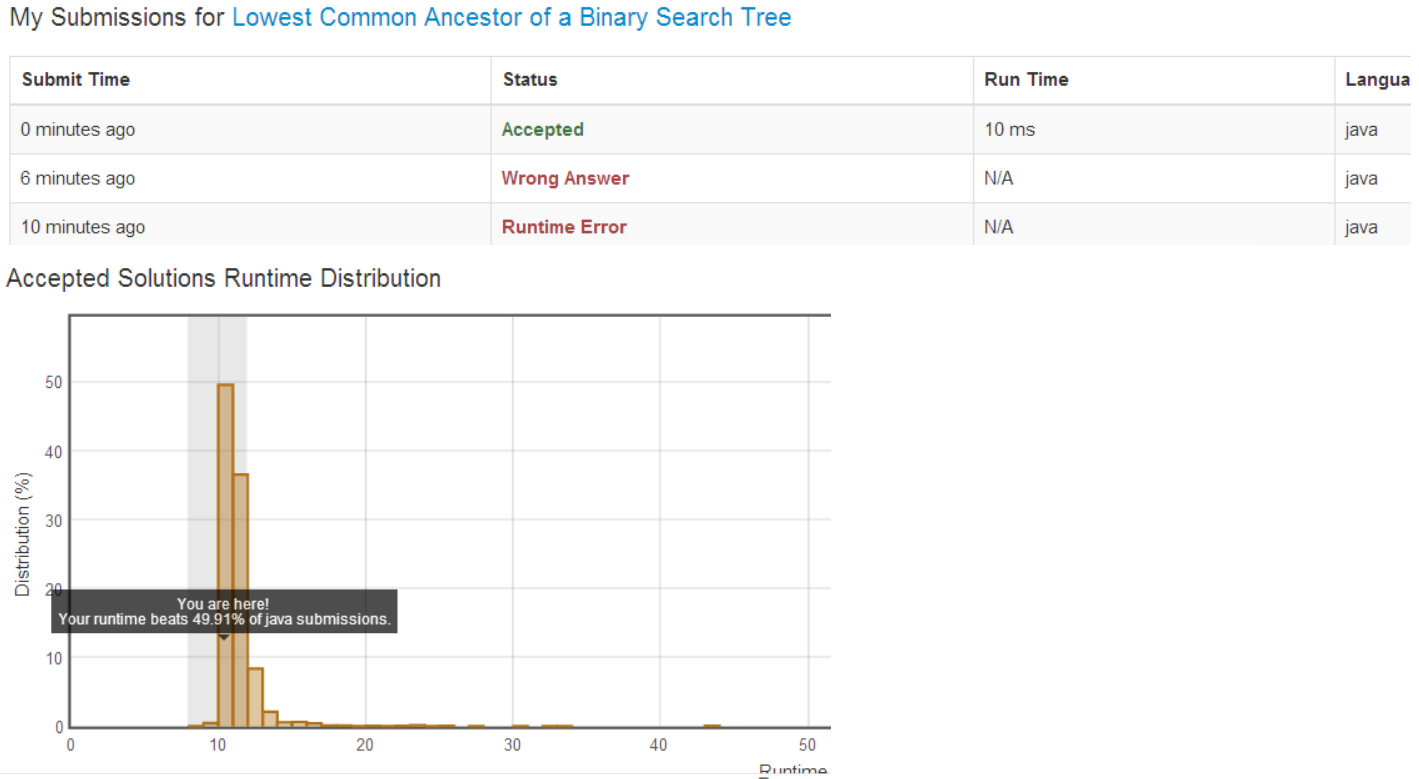 My Submissions for Lowest Common Ancestor of a Binary Search Tree
Submit Time Status Run Time Langua
0 minutes ago Accepted 10 ms java
6 minutes ago Wrong Answer N/A java
10 minutes ago Runtime Error N/A java
Accepted Solutions Runtime Distribution
Distribution (%)
50
40
30
20
You are here!
Your runtime beats 49.91% of java submissions.
10
0
0 10 20 30 40 50
Runtime